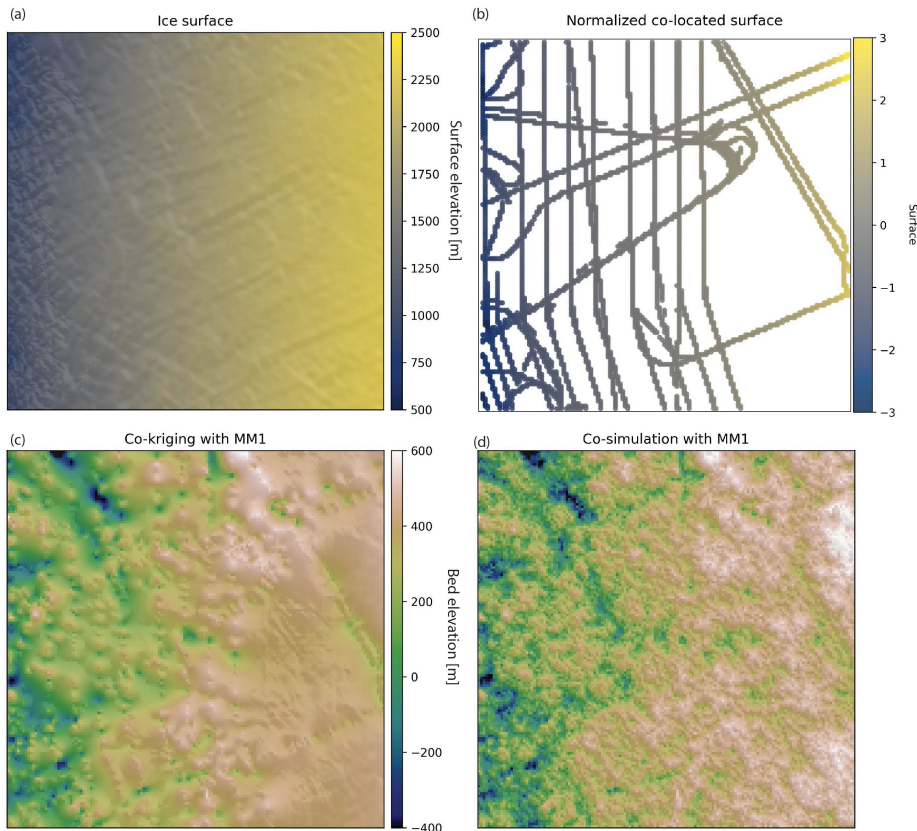 (a)
Ice surface
2500
2250
2000
1750
1500
1250
1000
750
500
Surface elevation [m]
(b)
Normalized co-located surface
3
2
1
0
−1
−2
−3
surface
(c)
Co-kriging with MM1
600
400
200
0
−200
−400
Bed elevation [m]
(d)
Co-simulation with MM1